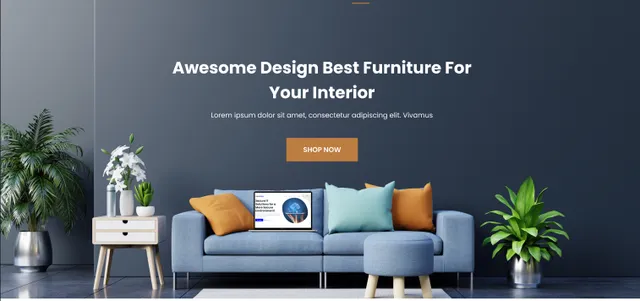 Awesome Design Best Furniture For
Your Interior
Lorem ipsum dolor sit amet, consectetur adipiscing elit. Vivamus
SHOP NOW